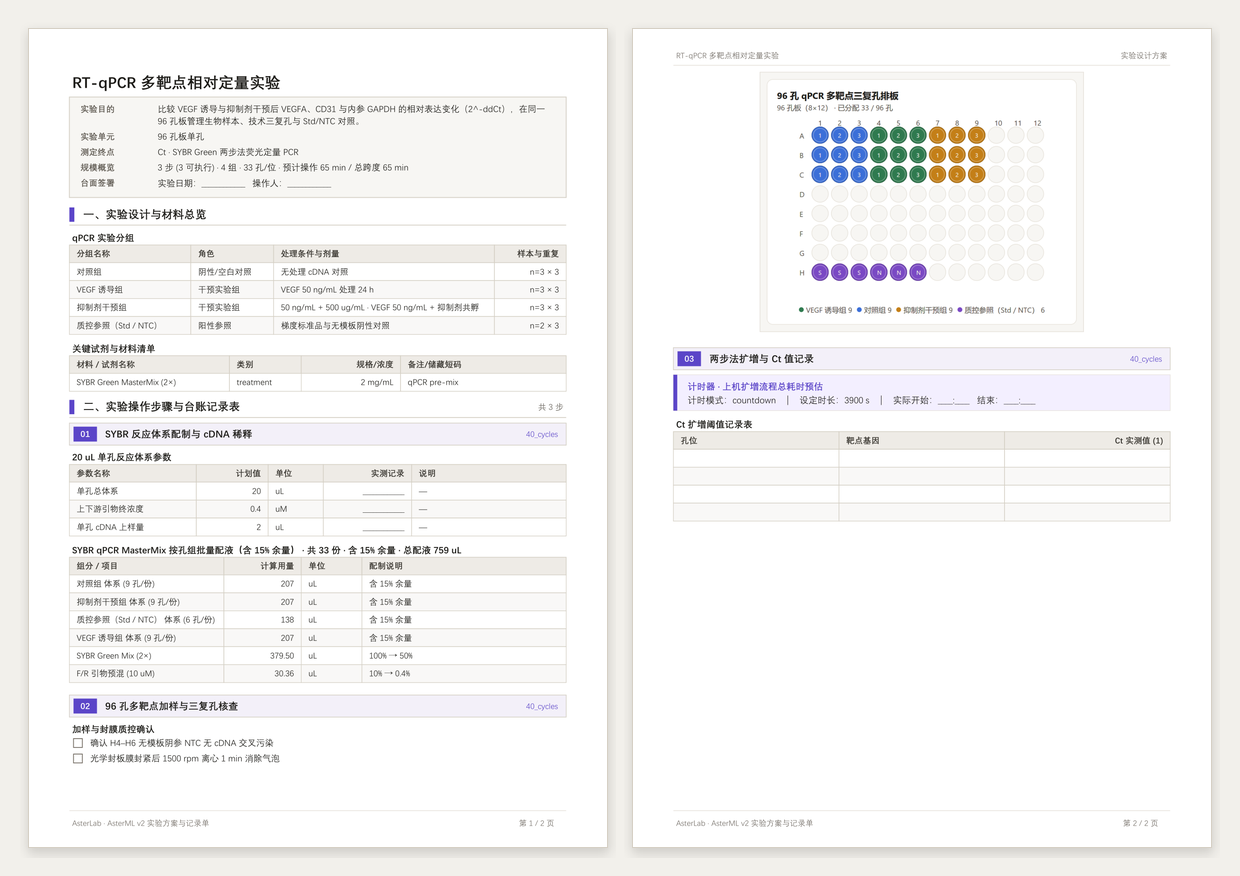 RT-qPCR 多靶点相对定量实验
实验目的 比较 VEGF 诱导与抑制剂干预后 VEGFA、CD31 与内参 GAPDH 的相对表达变化（2^-ddCt），在同一
96 孔板管理生物样本、技术三复孔与 Std/NTC 对照。
实验单元 96 孔板单孔
测定终点 Ct · SYBR Green 两步法荧光定量 PCR
规模概览 3 步 (3 可执行) · 4 组 · 33 孔/位 · 预计操作 65 min / 总跨度 65 min
台面签署 实验日期: __________ 操作人: __________
一、实验设计与材料总览
qPCR 实验分组
分组名称 角色 处理条件与剂量 样本与重复
对照组 阴性/空白对照 无处理 cDNA 对照 n=3 × 3
VEGF 诱导组 干预实验组 VEGF 50 ng/mL 处理 24 h n=3 × 3
抑制剂干预组 干预实验组 50 ng/mL + 500 ug/mL · VEGF 50 ng/mL + 抑制剂共孵 n=3 × 3
质控参照（Std / NTC） 阳性参照 梯度标准品与无模板阴性对照 n=2 × 3
关键试剂与材料清单
材料 / 试剂名称 类别 规格/浓度 备注/储藏短码
SYBR Green MasterMix (2×) treatment 2 mg/mL qPCR pre-mix
二、实验操作步骤与台账记录表 共 3 步
01 SYBR 反应体系配制与 cDNA 稀释 40_cycles
20 uL 单孔反应体系参数
参数名称 计划值 单位 实测记录 说明
单孔总体系 20 uL __________ —
上下游引物终浓度 0.4 uM __________ —
单孔 cDNA 上样量 2 uL __________ —
SYBR qPCR MasterMix 按孔组批量配液（含 15% 余量） · 共 33 份 · 含 15% 余量 · 总配液 759 uL
组分 / 项目 计算用量 单位 配制说明
对照组 体系 (9 孔/份) 207 uL 含 15% 余量
抑制剂干预组 体系 (9 孔/份) 207 uL 含 15% 余量
质控参照（Std / NTC） 体系 (6 孔/份) 138 uL 含 15% 余量
VEGF 诱导组 体系 (9 孔/份) 207 uL 含 15% 余量
SYBR Green Mix (2×) 379.50 uL 100% → 50%
F/R 引物预混 (10 uM) 30.36 uL 10% → 0.4%
02 96 孔多靶点加样与三复孔核查 40_cycles
加样与封膜质控确认
确认 H4–H6 无模板阴参 NTC 无 cDNA 交叉污染
光学封板膜封紧后 1500 rpm 离心 1 min 消除气泡
AsterLab · AsterML v2 实验方案与记录单 第 1 / 2 页
RT-qPCR 多靶点相对定量实验 实验设计方案
96 孔 qPCR 多靶点三复孔排板
96 孔板（8×12） · 已分配 33 / 96 孔
1 2 3 4 5 6 7 8 9 10 11 12
A 1 2 3 1 2 3 1 2 3
B 1 2 3 1 2 3 1 2 3
C 1 2 3 1 2 3 1 2 3
D
E
F
G
H S S S N N N
VEGF 诱导组 9 对照组 9 抑制剂干预组 9 质控参照（Std / NTC） 6
03 两步法扩增与 Ct 值记录 40_cycles
计时器 · 上机扩增流程总耗时预估
计时模式: countdown | 设定时长: 3900 s | 实际开始: ___:___ 结束: ___:___
Ct 扩增阈值记录表
孔位 靶点基因 Ct 实测值 (1)
AsterLab · AsterML v2 实验方案与记录单 第 2 / 2 页